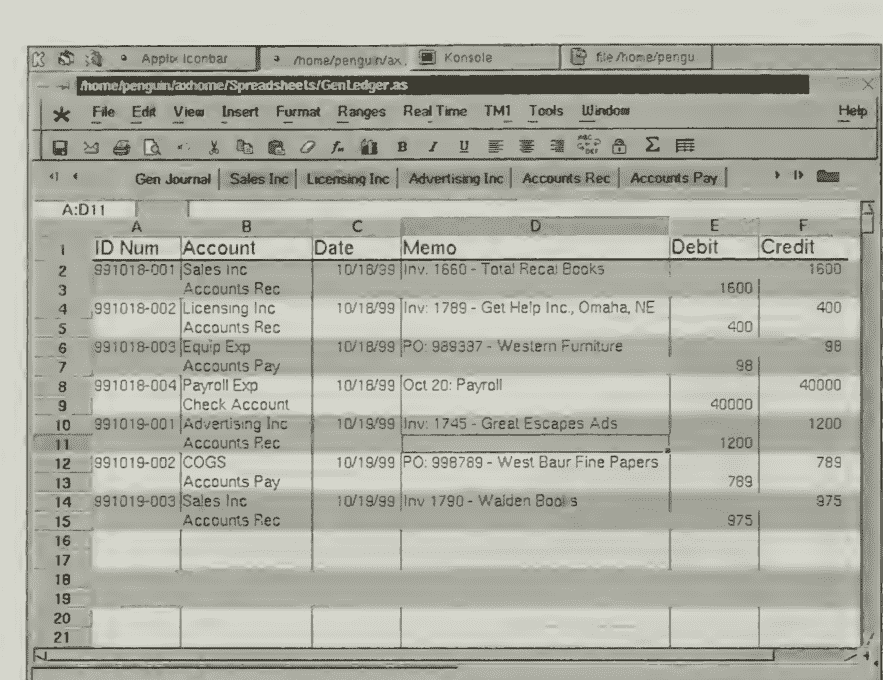 Applix iconbar /home/penguin/ax. Konsole file:/home/pengu
/home/penguin/axhome/Spreadsheets/GenLedger.as
File Edit View Insert Format Ranges Real Time TM1 Tools Window Help
B I U Σ
Gen Journal Sales Inc Licensing Inc Advertising Inc Accounts Rec Accounts Pay
A:D11
A B C D E F
1 ID Num Account Date Memo Debit Credit
2 991018-001 Sales Inc 10/18/99 Inv. 1660 - Total Recal Books 1600
3 Accounts Rec 1600
4 991018-002 Licensing Inc 10/18/99 Inv: 1789 - Get Help Inc., Omaha, NE 400
5 Accounts Rec 400
6 991018-003 Equip Exp 10/18/99 PO: 989337 - Western Furniture 98
7 Accounts Pay 98
8 991018-004 Payroll Exp 10/18/99 Oct 20: Payroll 40000
9 Check Account 40000
10 991019-001 Advertising Inc 10/19/99 Inv: 1745 - Great Escapes Ads 1200
11 Accounts Rec 1200
12 991019-002 COGS 10/19/99 PO: 998789 - West Baur Fine Papers 789
13 Accounts Pay 789
14 991019-003 Sales Inc 10/19/99 Inv 1790 - Walden Books 975
15 Accounts Rec 975
16
17
18
19
20
21